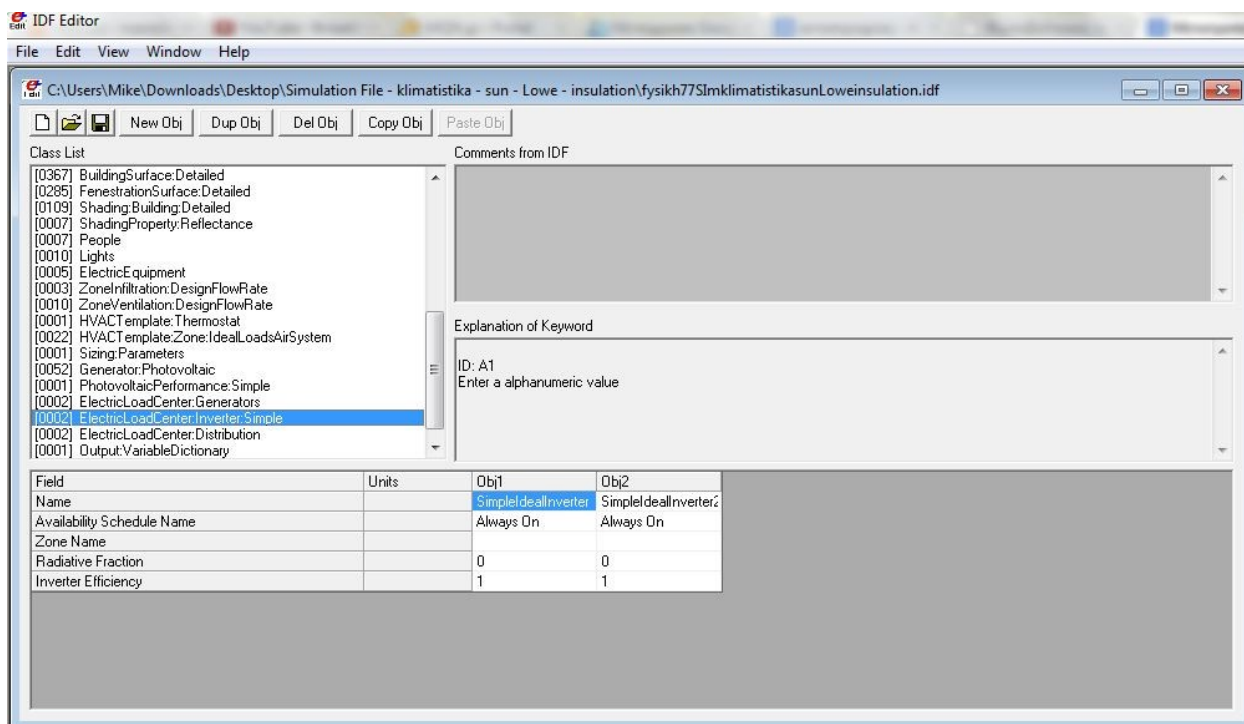 IDF Editor
File Edit View Window Help
C:\Users\Mike\Downloads\Desktop\Simulation File - klimatistika - sun - Lowe - insulation\fysikh77SImklimatistikasunLoweinsulation.idf
New Obj Dup Obj Del Obj Copy Obj Paste Obj
Class List Comments from IDF
[0367] BuildingSurface:Detailed
[0285] FenestrationSurface:Detailed
[0109] Shading:Building:Detailed
[0007] ShadingProperty:Reflectance
[0007] People
[0010] Lights
[0005] ElectricEquipment
[0003] ZoneInfiltration:DesignFlowRate
[0010] ZoneVentilation:DesignFlowRate
[0001] HVACTemplate:Thermostat
[0022] HVACTemplate:Zone:IdealLoadsAirSystem
[0001] Sizing:Parameters
[0052] Generator:Photovoltaic
[0001] PhotovoltaicPerformance:Simple
[0002] ElectricLoadCenter:Generators
[0002] ElectricLoadCenter:Inverter:Simple
[0002] ElectricLoadCenter:Distribution
[0001] Output:VariableDictionary
Explanation of Keyword
ID: A1
Enter a alphanumeric value
Field Units Obj1 Obj2
Name SimpleIdealInverter SimpleIdealInverter2
Availability Schedule Name Always On Always On
Zone Name
Radiative Fraction 0 0
Inverter Efficiency 1 1